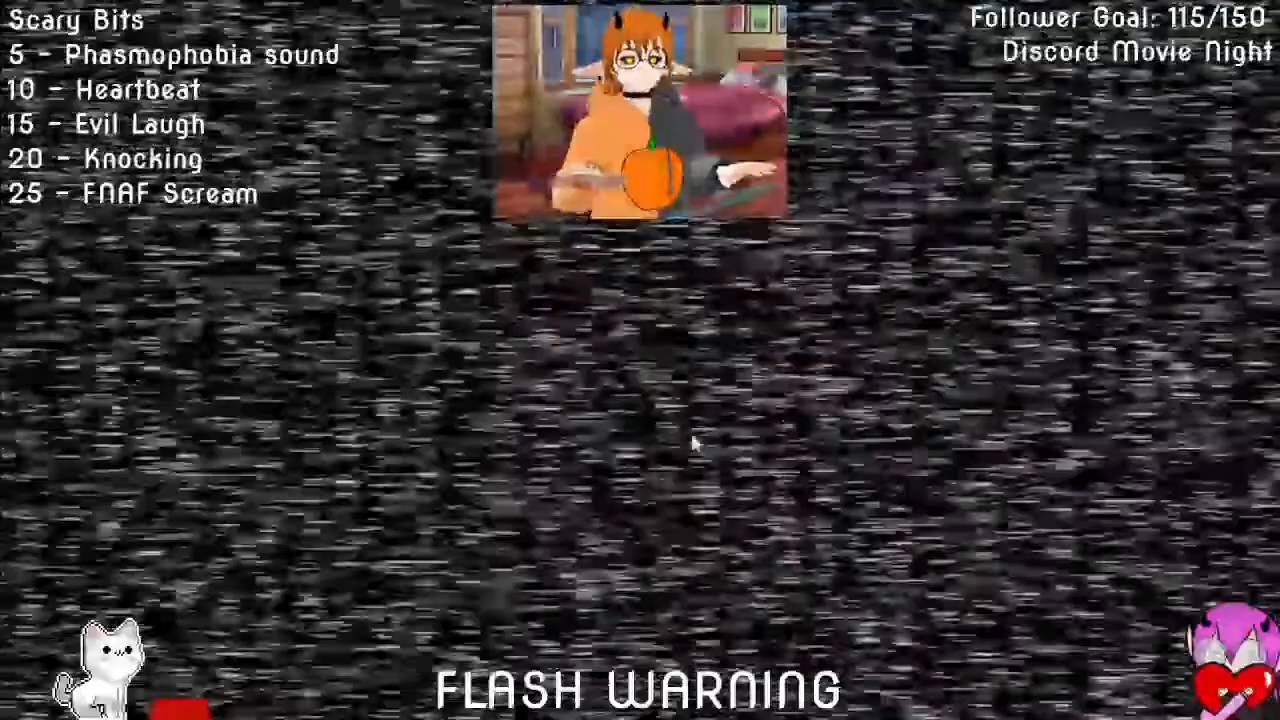 Scary Bits
5 - Phasmophobia sound
10 - Heartbeat
15 - Evil Laugh
20 - Knocking
25 - FNAF Scream
Follower Goal: 115/150
Discord Movie Night
FLASH WARNING